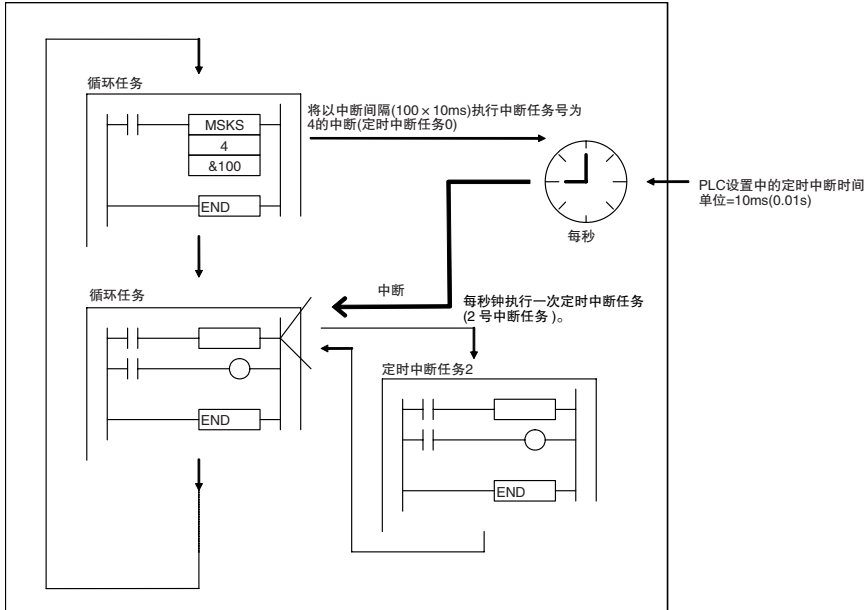 循环任务
MSKS
4
&100
END
将以中断间隔(100 × 10ms)执行中断任务号为
4的中断(定时中断任务0)
每秒
PLC设置中的定时中断时间
单位=10ms(0.01s)
循环任务
END
中断
每秒钟执行一次定时中断任务
(2 号中断任务 )。
定时中断任务2
END